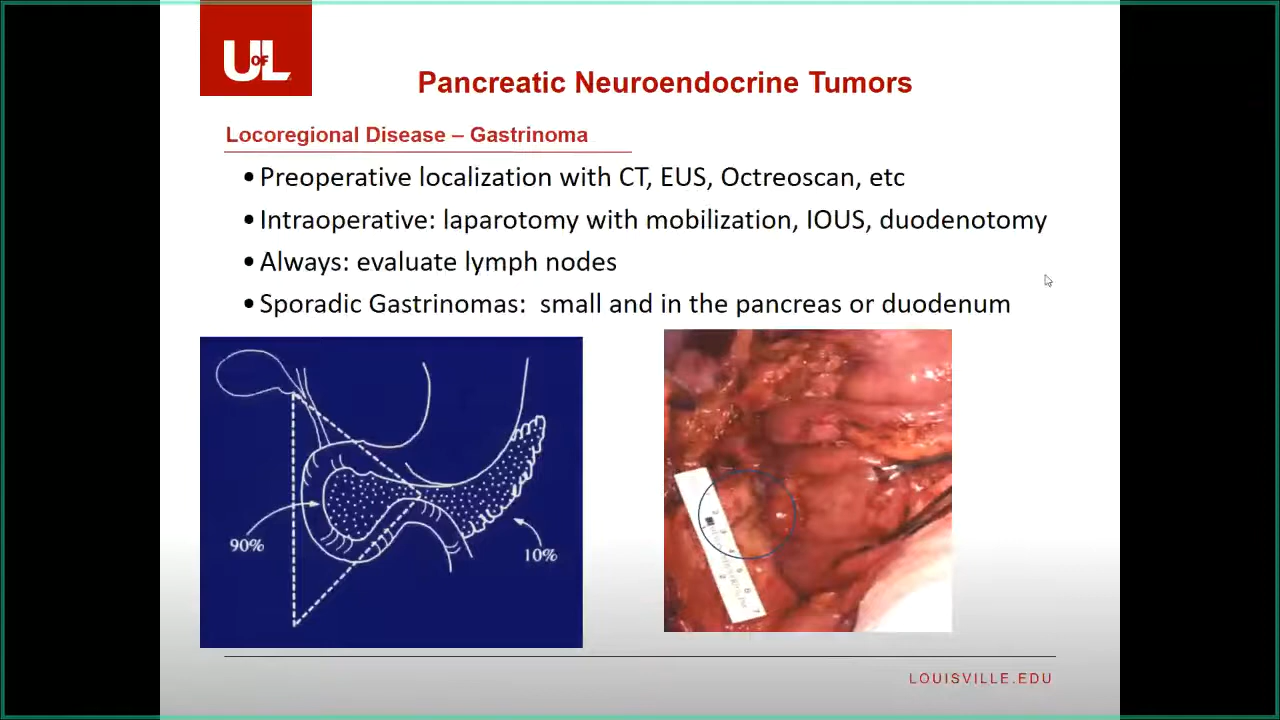 UofL
Pancreatic Neuroendocrine Tumors
Locoregional Disease – Gastrinoma
• Preoperative localization with CT, EUS, Octreoscan, etc
• Intraoperative: laparotomy with mobilization, IOUS, duodenotomy
• Always: evaluate lymph nodes
• Sporadic Gastrinomas:  small and in the pancreas or duodenum
90%
10%
LOUISVILLE.EDU